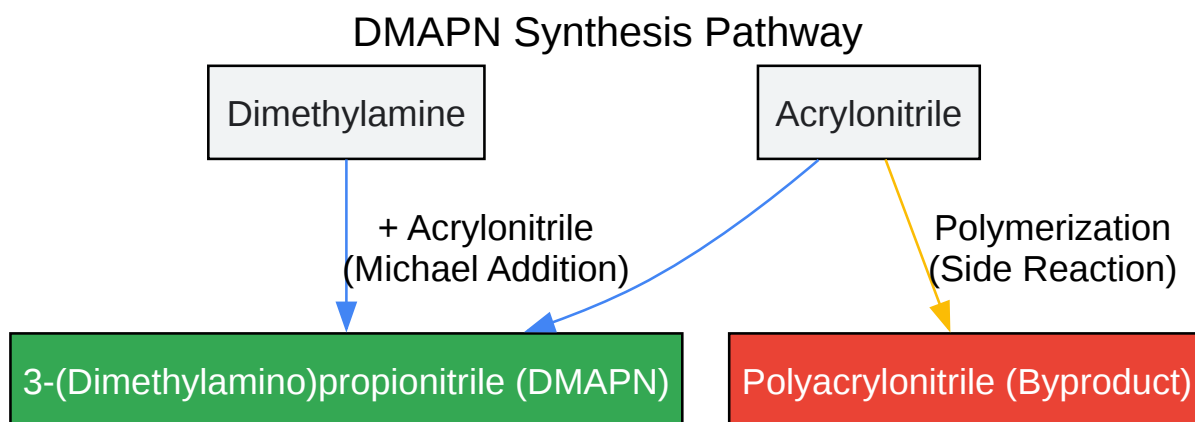 DMAPN Synthesis Pathway
Dimethylamine
Acrylonitrile
+ Acrylonitrile
(Michael Addition)
Polymerization
(Side Reaction)
3-(Dimethylamino)propionitrile (DMAPN)
Polyacrylonitrile (Byproduct)